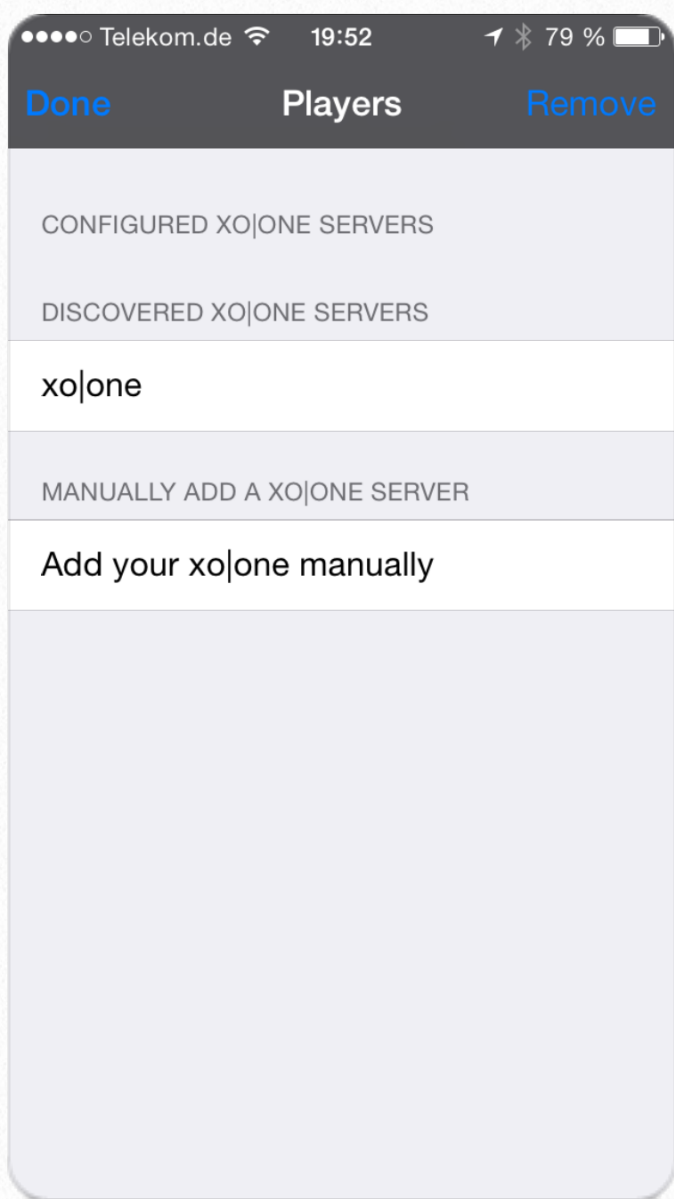 ●●●●○ Telekom.de 19:52 79 %
Done Players Remove
CONFIGURED XO|ONE SERVERS
DISCOVERED XO|ONE SERVERS
xo|one
MANUALLY ADD A XO|ONE SERVER
Add your xo|one manually